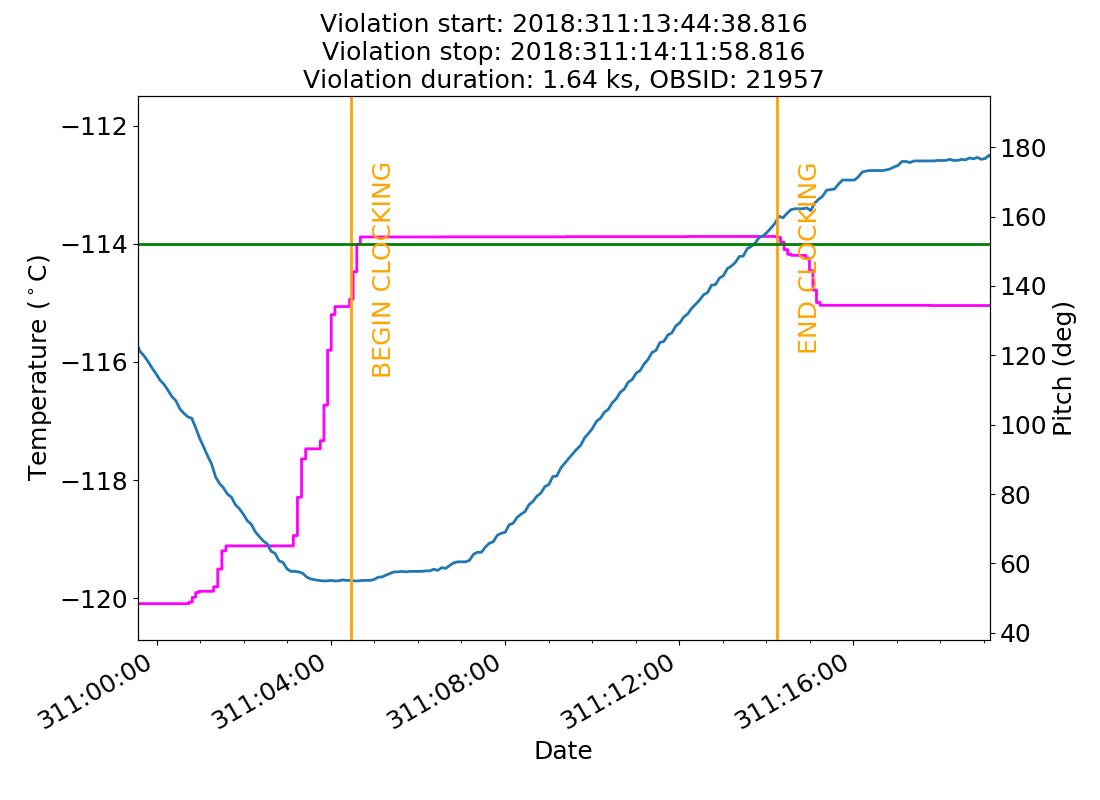 Violation start: 2018:311:13:44:38.816
Violation stop: 2018:311:14:11:58.816
Violation duration: 1.64 ks, OBSID: 21957
−112
−114
−116
−118
−120
Temperature (°C)
BEGIN CLOCKING
END CLOCKING
180
160
140
120
100
80
60
40
Pitch (deg)
311:00:00
311:04:00
311:08:00
311:12:00
311:16:00
Date